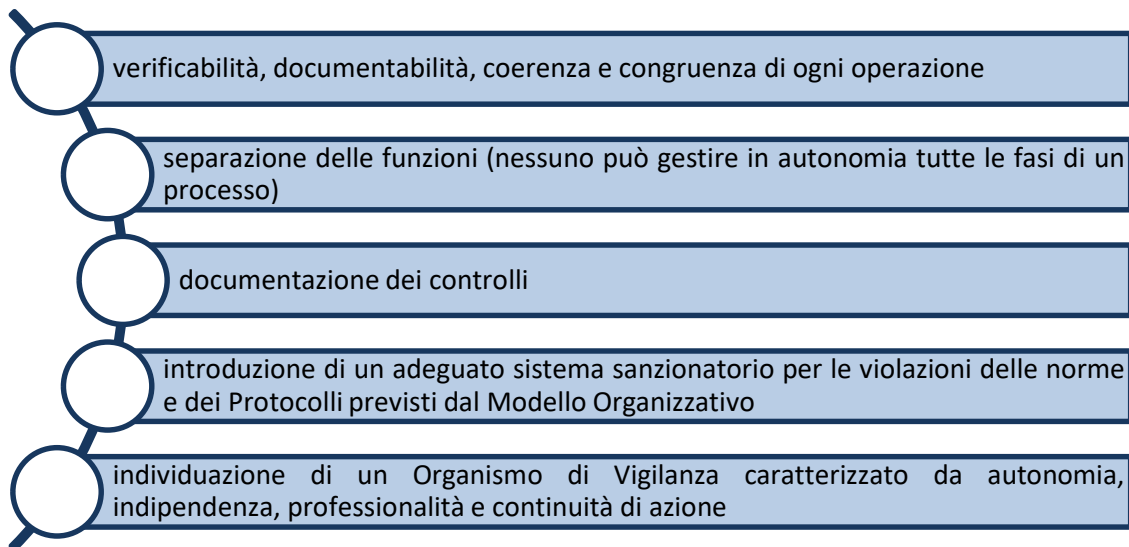 verificabilità, documentabilità, coerenza e congruenza di ogni operazione
separazione delle funzioni (nessuno può gestire in autonomia tutte le fasi di un
processo)
documentazione dei controlli
introduzione di un adeguato sistema sanzionatorio per le violazioni delle norme
e dei Protocolli previsti dal Modello Organizzativo
individuazione di un Organismo di Vigilanza caratterizzato da autonomia,
indipendenza, professionalità e continuità di azione